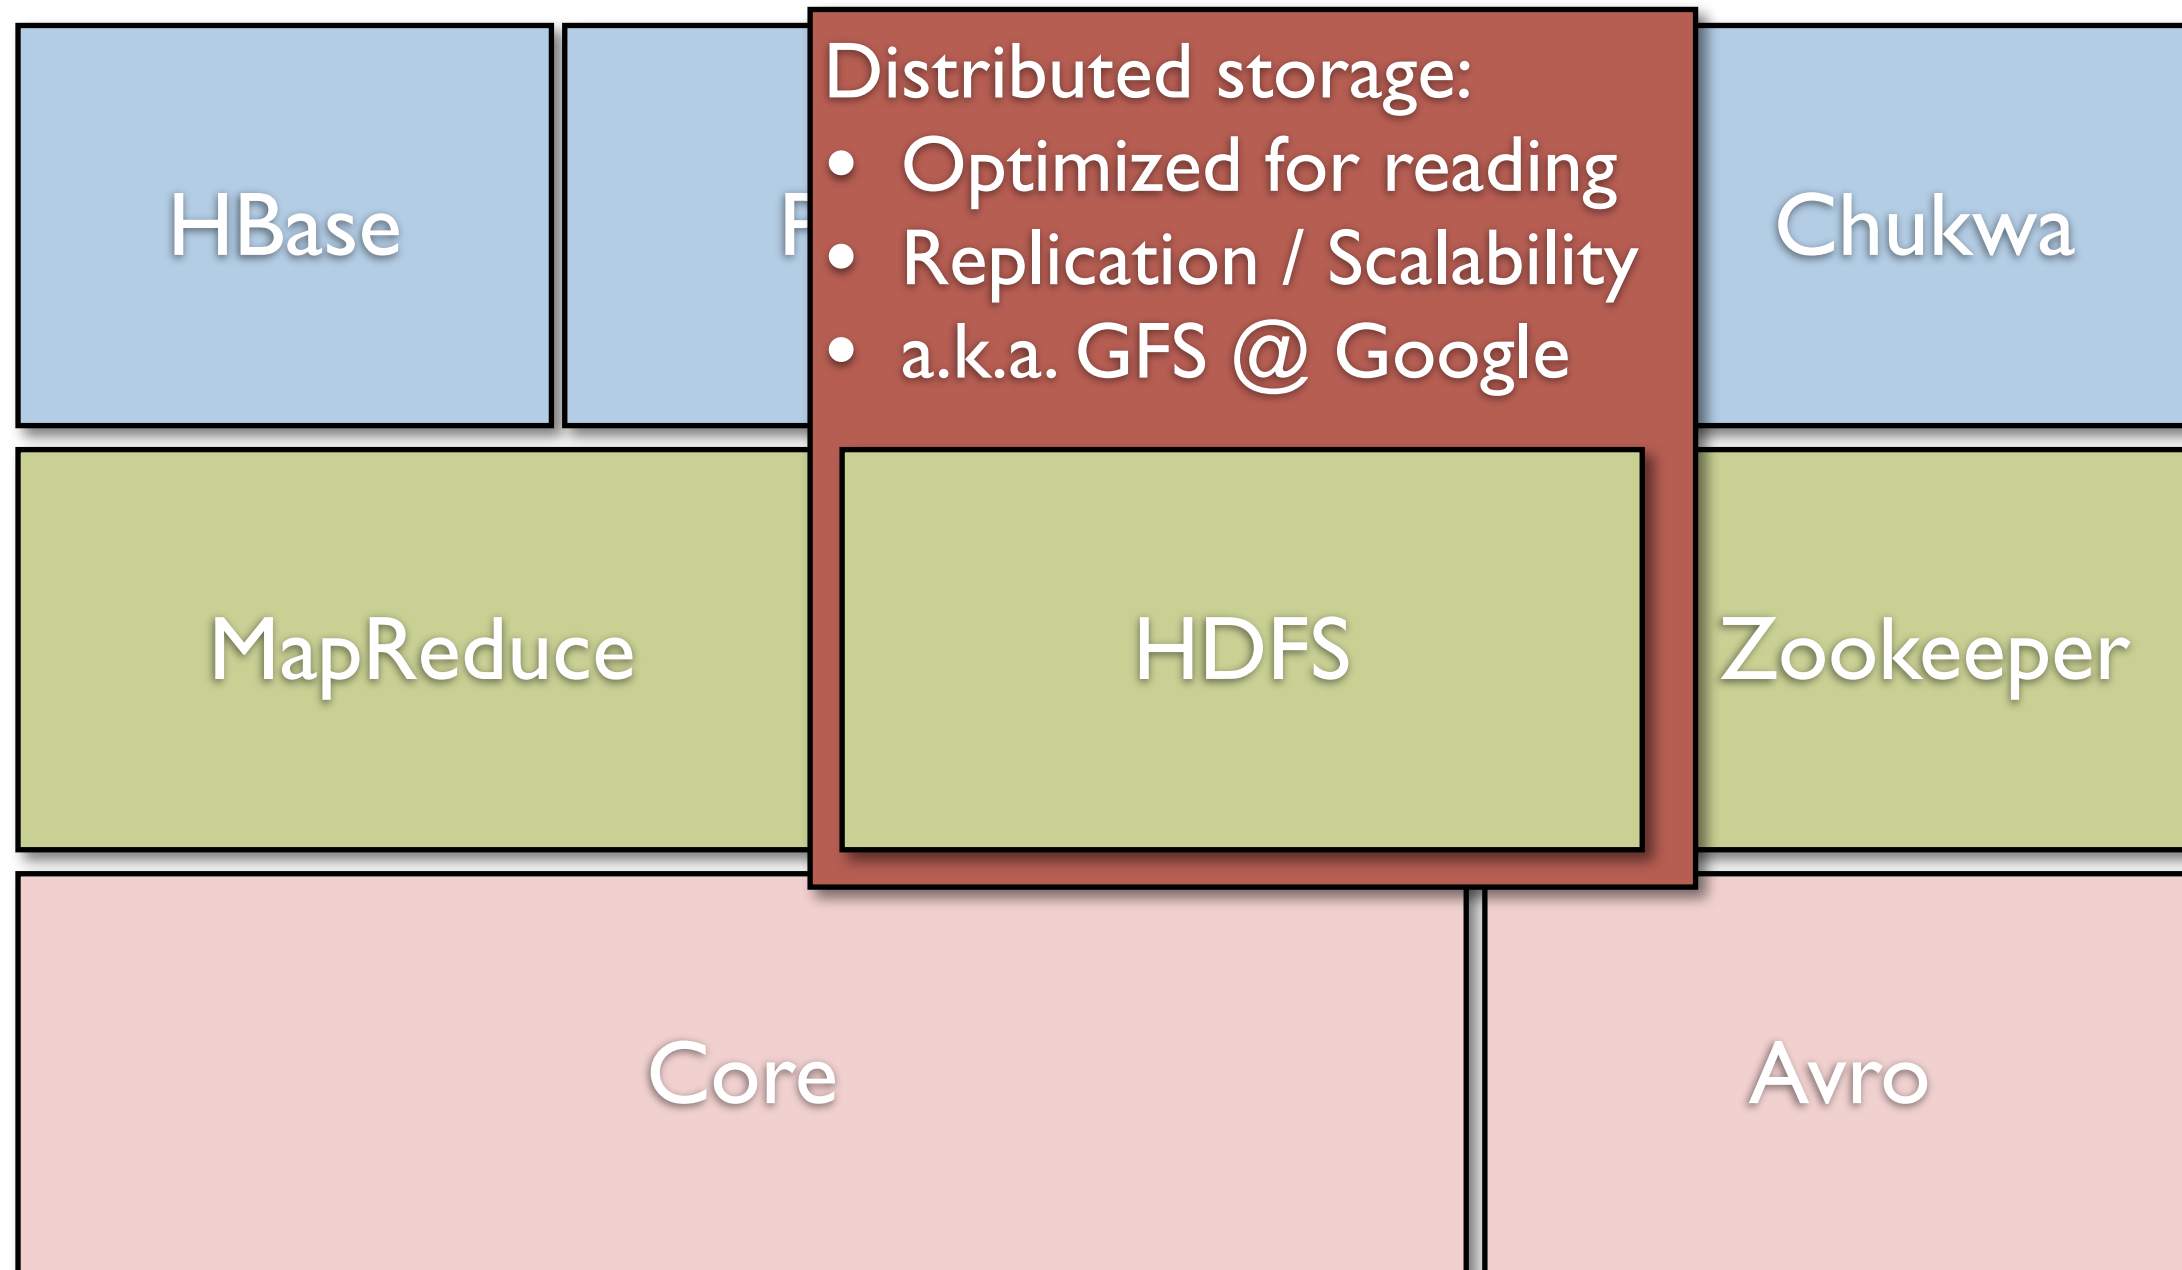 Distributed storage:
• Optimized for reading
• Replication / Scalability
• a.k.a. GFS @ Google
HBase
Chukwa
MapReduce
HDFS
Zookeeper
Core
Avro